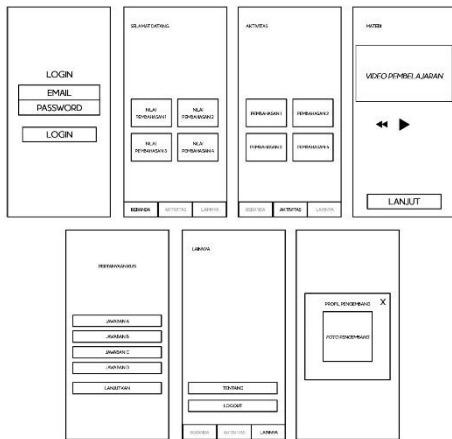 LOGIN
EMAIL
PASSWORD
LOGIN
SELAMAT DATANG
NILAI
PEMBAHASAN 1
NILAI
PEMBAHASAN 2
NILAI
PEMBAHASAN 3
NILAI
PEMBAHASAN 4
BERANDA AKTIVITAS LAINNYA
AKTIVITAS
PEMBAHASAN 1 PEMBAHASAN 2
PEMBAHASAN 3 PEMBAHASAN 4
BERANDA AKTIVITAS LAINNYA
MATERI
VIDEO PEMBELAJARAN
LANJUT
PERTANYAAN KUIS
JAWABAN A
JAWABAN B
JAWABAN C
JAWABAN D
LANJUTKAN
LAINNYA
TENTANG
LOGOUT
BERANDA AKTIVITAS LAINNYA
PROFIL PENGEMBANG X
FOTO PENGEMBANG